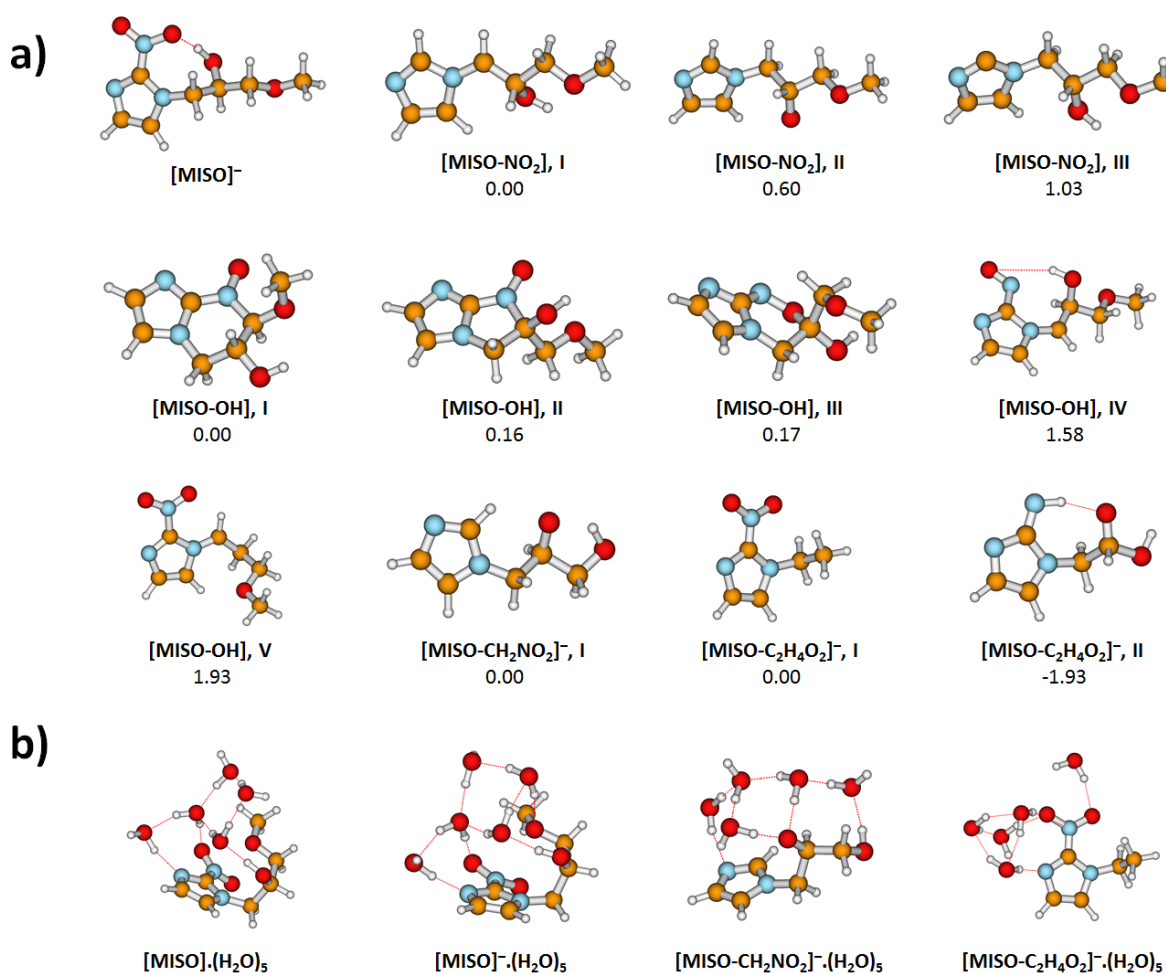 a)
[MISO]⁻
[MISO-NO₂], I
0.00
[MISO-NO₂], II
0.60
[MISO-NO₂], III
1.03
[MISO-OH], I
0.00
[MISO-OH], II
0.16
[MISO-OH], III
0.17
[MISO-OH], IV
1.58
[MISO-OH], V
1.93
[MISO-CH₂NO₂]⁻, I
0.00
[MISO-C₂H₄O₂]⁻, I
0.00
[MISO-C₂H₄O₂]⁻, II
-1.93
b)
[MISO].(H₂O)₅
[MISO]⁻.(H₂O)₅
[MISO-CH₂NO₂]⁻.(H₂O)₅
[MISO-C₂H₄O₂]⁻.(H₂O)₅